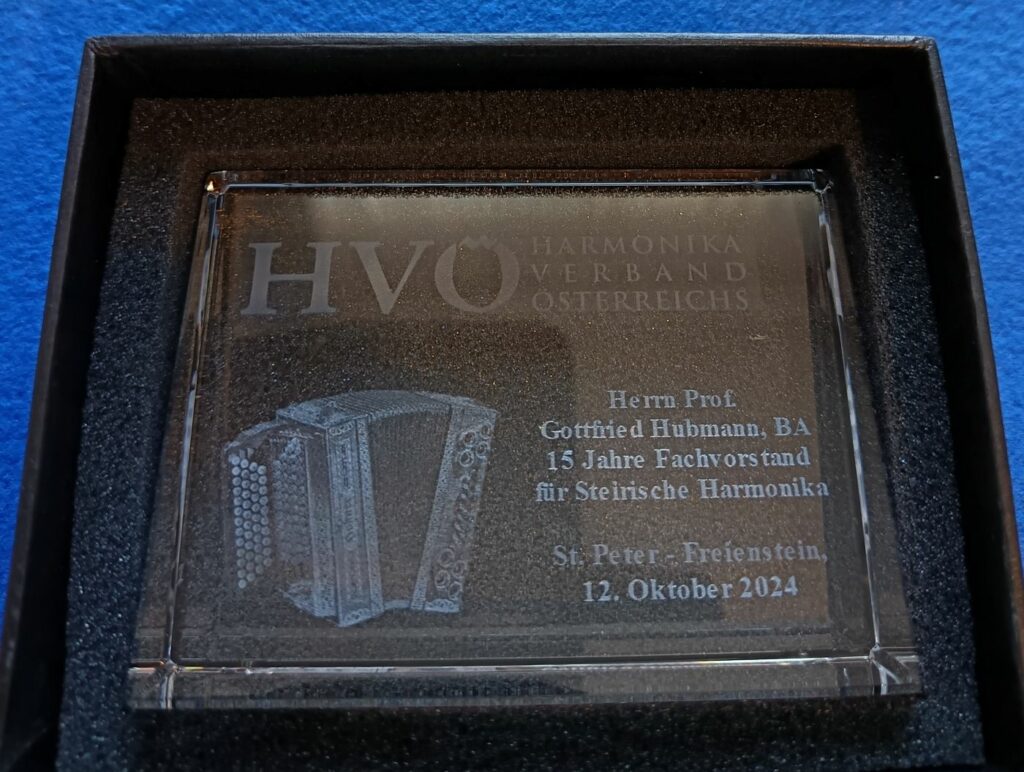 HVÖ
HARMONIKA
VERBAND
ÖSTERREICHS
Herrn Prof.
Gottfried Hubmann, BA
15 Jahre Fachvorstand
für Steirische Harmonika
St. Peter - Freienstein,
12. Oktober 2024